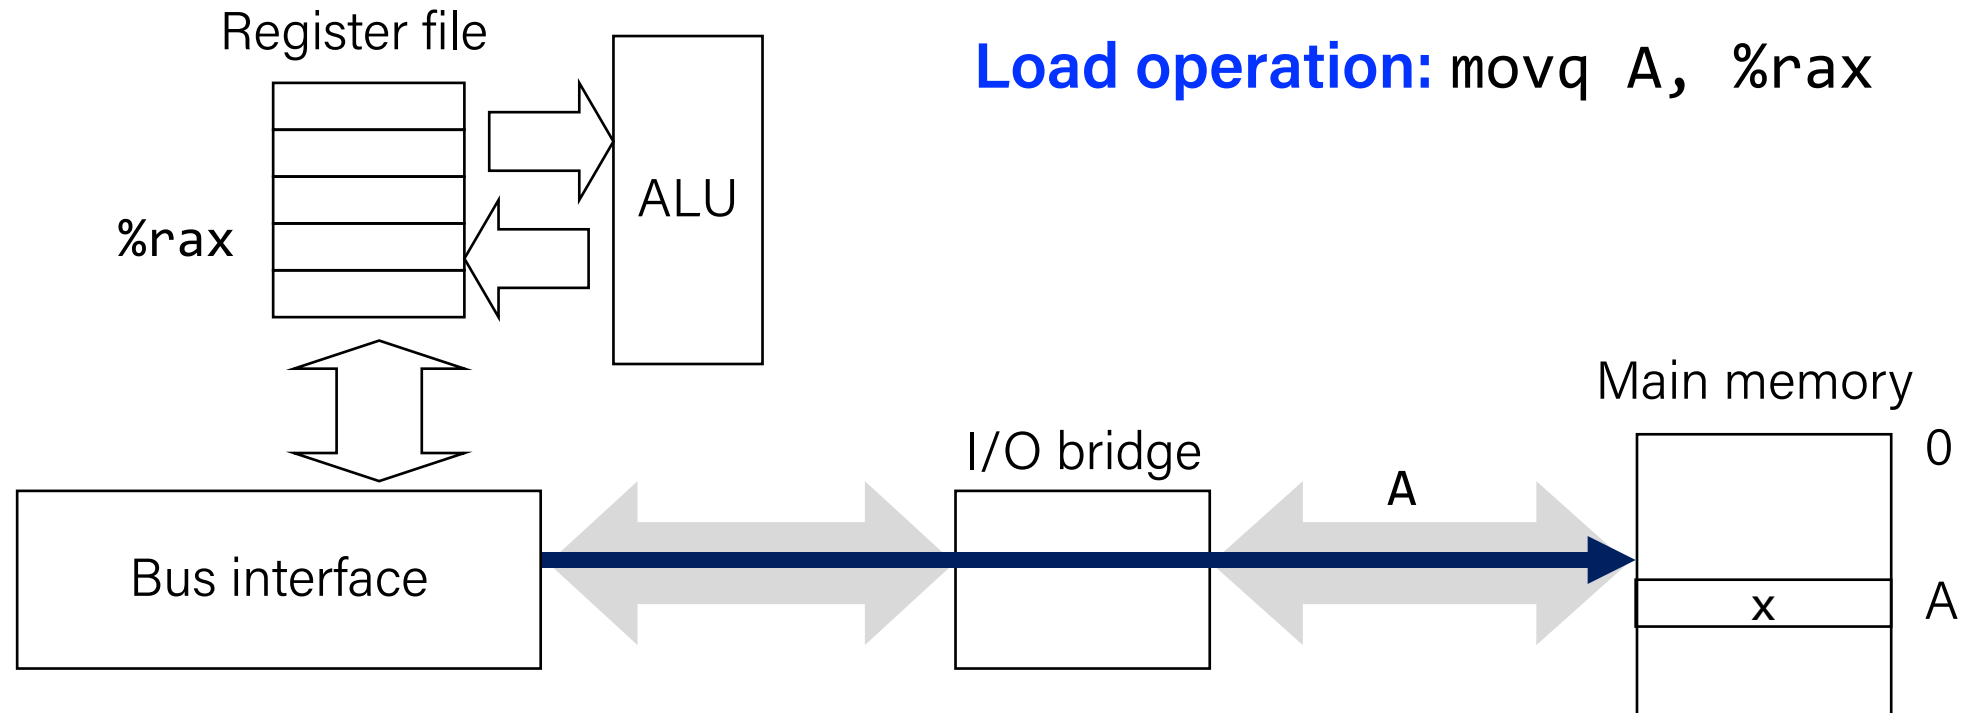 Register file
Load operation: movq A, %rax
ALU
%rax
Main memory
I/O bridge
0
A
Bus interface
x
A